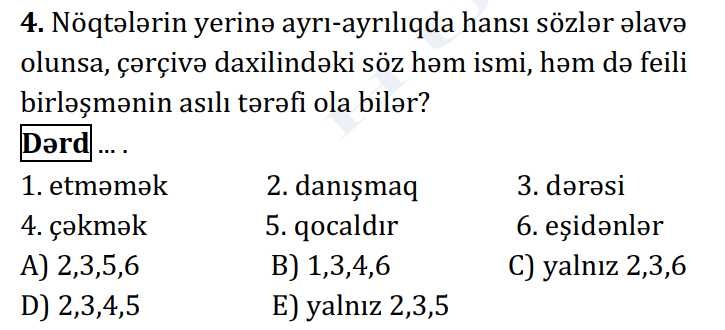 4. Nöqtələrin yerinə ayrı-ayrılıqda hansı sözlər əlavə
olunsa, çərçivə daxilindəki söz həm ismi, həm də feili
birləşmənin asılı tərəfi ola bilər?
Dərd ... .
1. etməmək 2. danışmaq 3. dərəsi
4. çəkmək 5. qocaldır 6. eşidənlər
A) 2,3,5,6 B) 1,3,4,6 C) yalnız 2,3,6
D) 2,3,4,5 E) yalnız 2,3,5